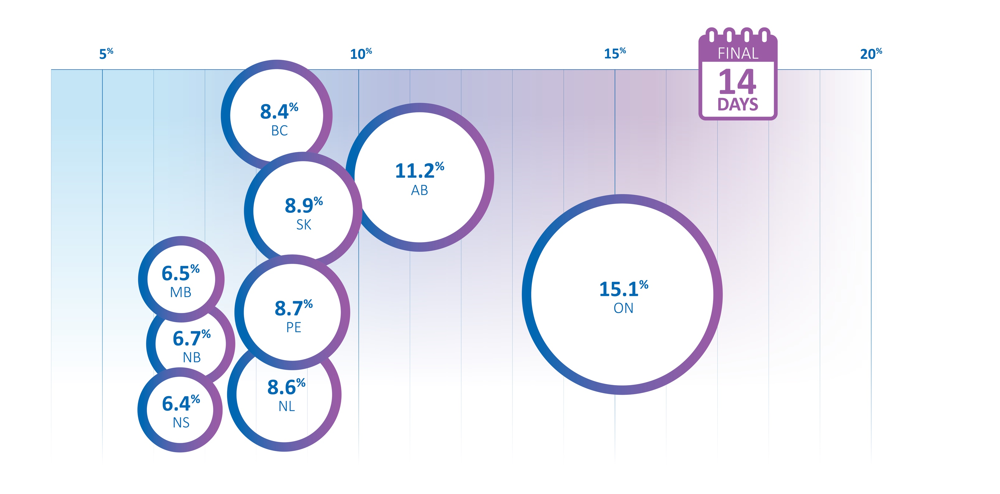 5%
10%
15%
20%
FINAL
14
DAYS
8.4%
BC
11.2%
AB
8.9%
SK
6.5%
MB
15.1%
ON
8.7%
PE
6.7%
NB
8.6%
NL
6.4%
NS